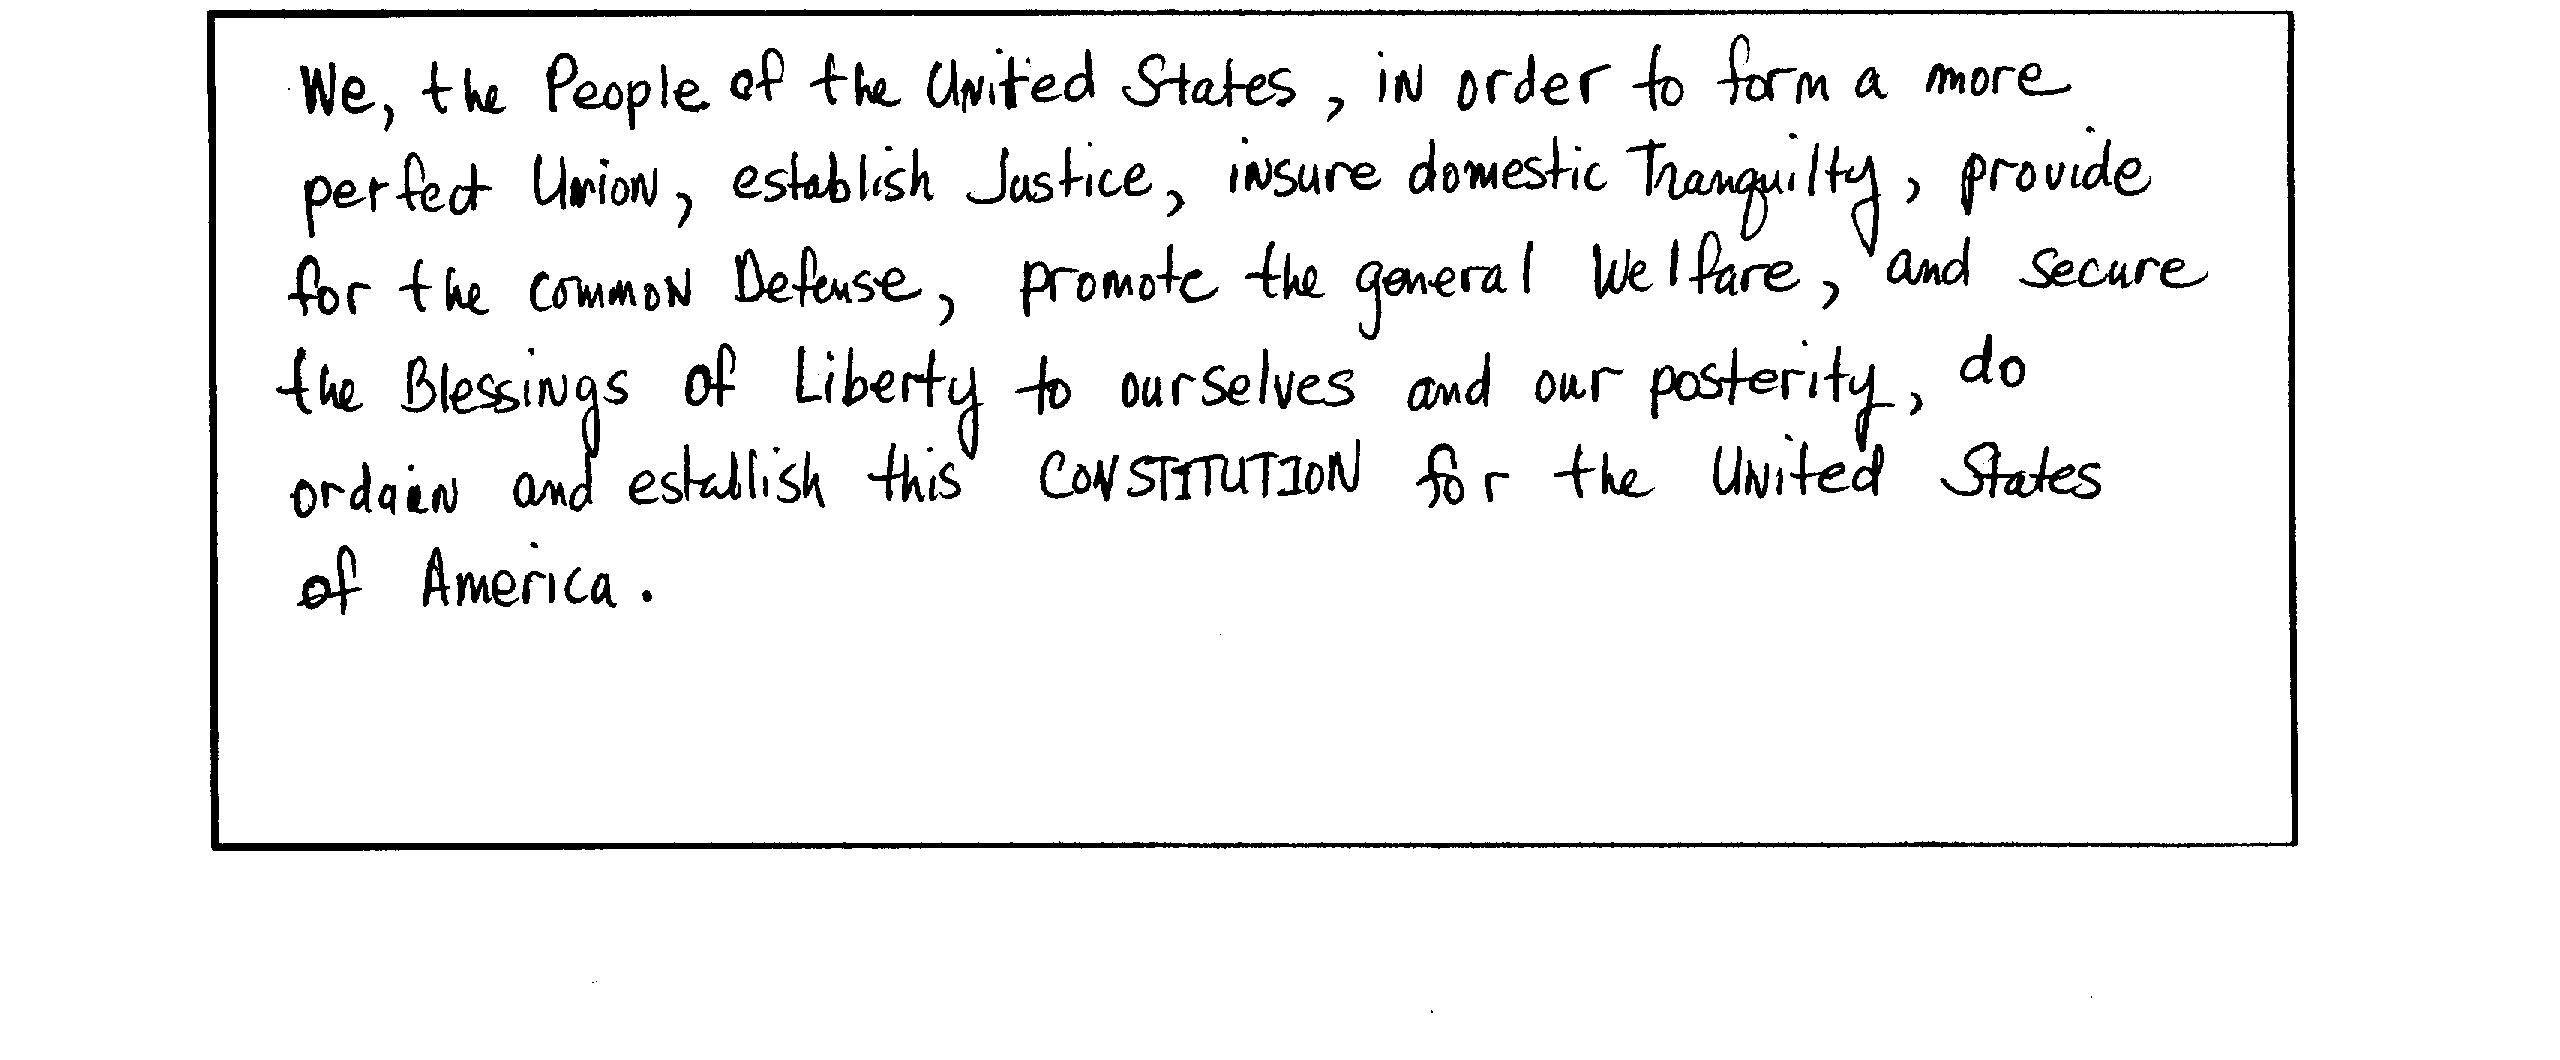 We, the People of the United States, in order to form a more
perfect Union, establish Justice, insure domestic Tranquilty, provide
for the common Defense, promote the general Welfare, and secure
the Blessings of Liberty to ourselves and our posterity, do
ordain and establish this CONSTITUTION for the United States
of America.